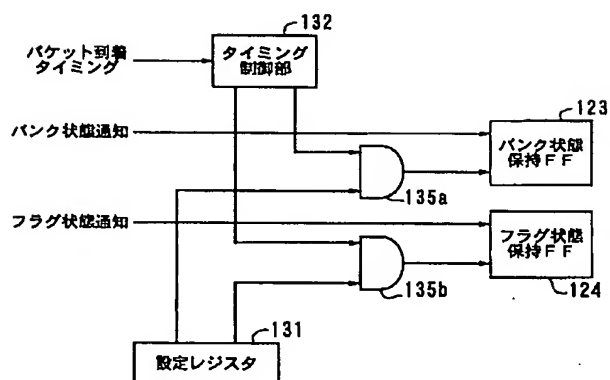 132
パケット到着
タイミング
タイミング
制御部
123
バンク状態通知
バンク状態
保持FF
135a
フラグ状態通知
フラグ状態
保持FF
135b
124
131
設定レジスタ